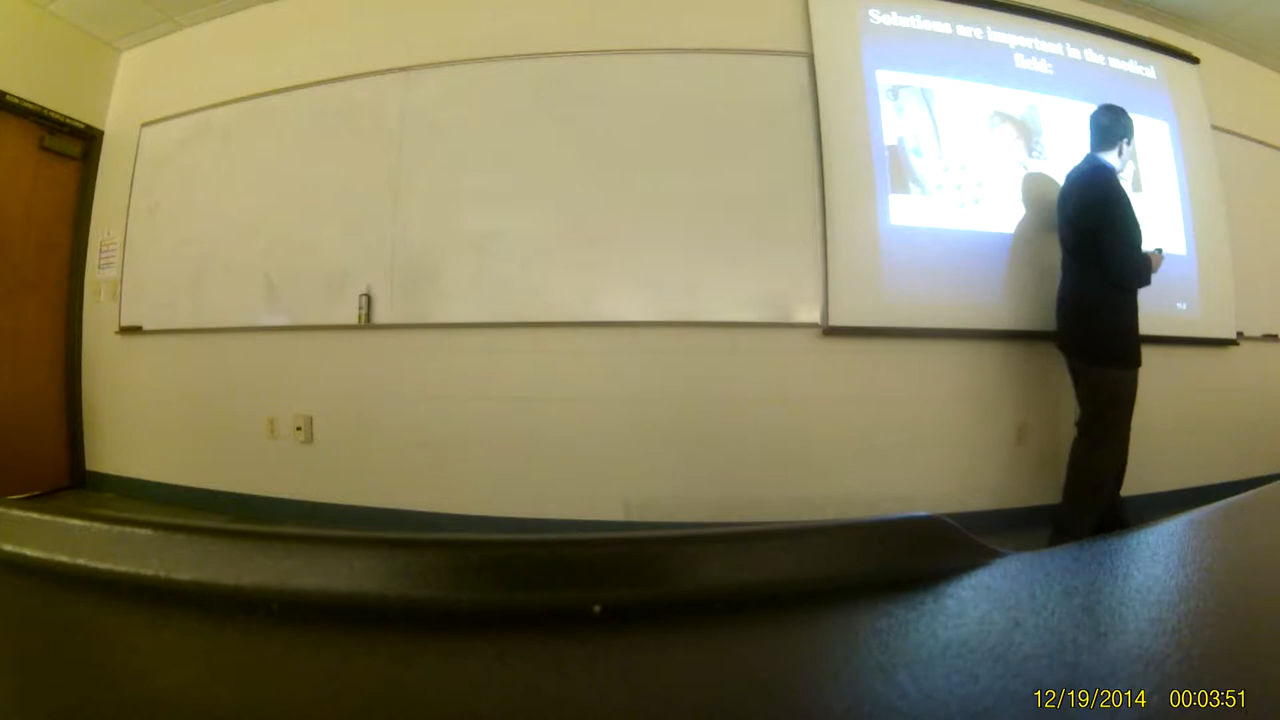 Solutions are important in the medical
field:
12/19/2014 00:03:51